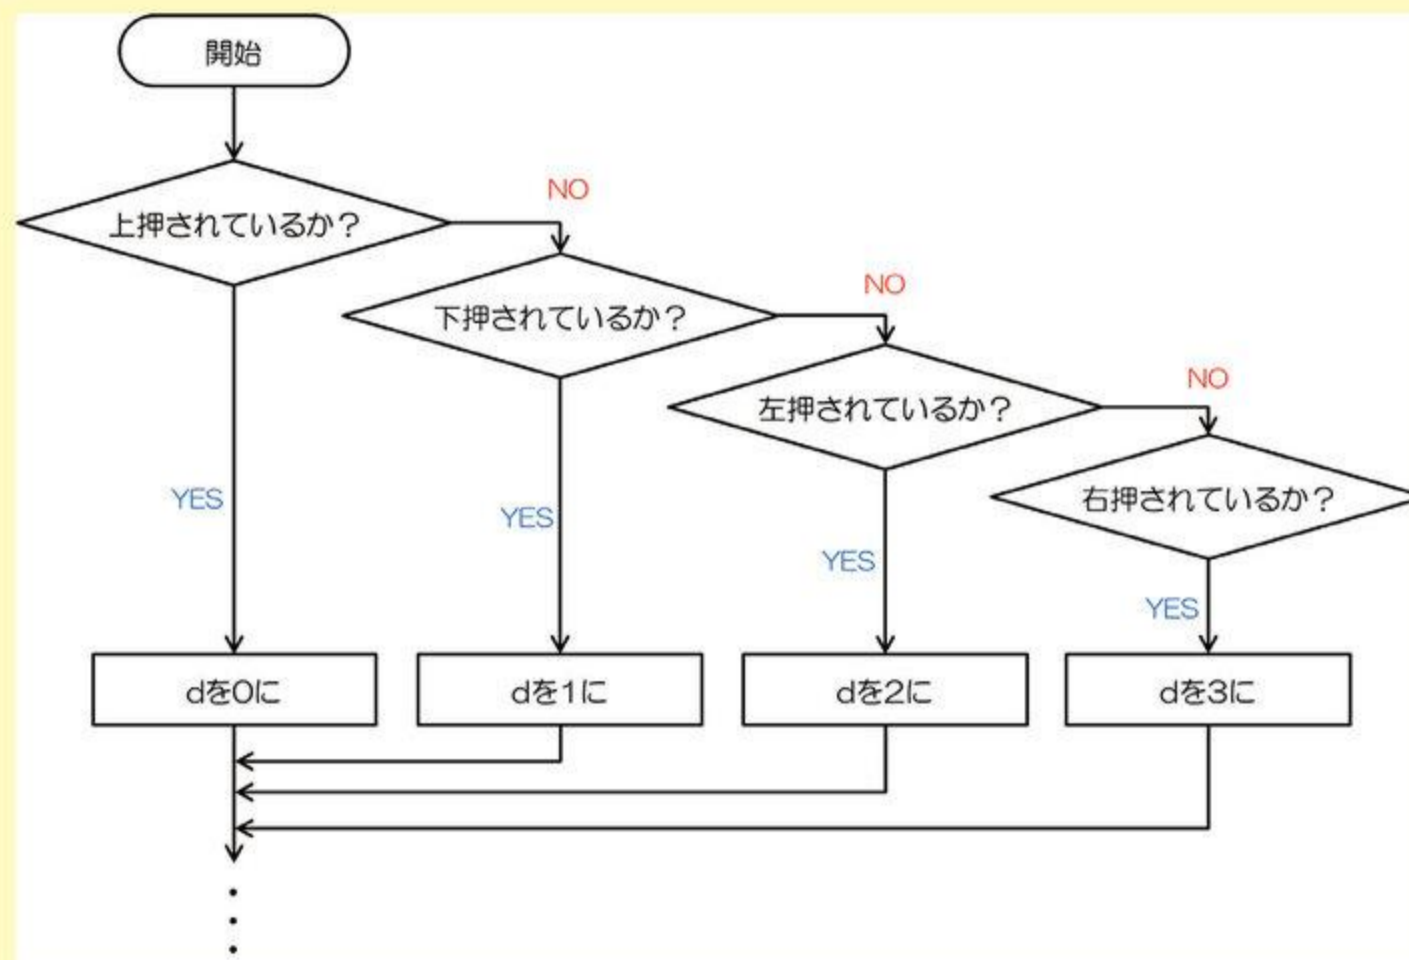 開始
上押されているか？
NO
下押されているか？
NO
左押されているか？
NO
右押されているか？
YES
YES
YES
YES
dを0に
dを1に
dを2に
dを3に